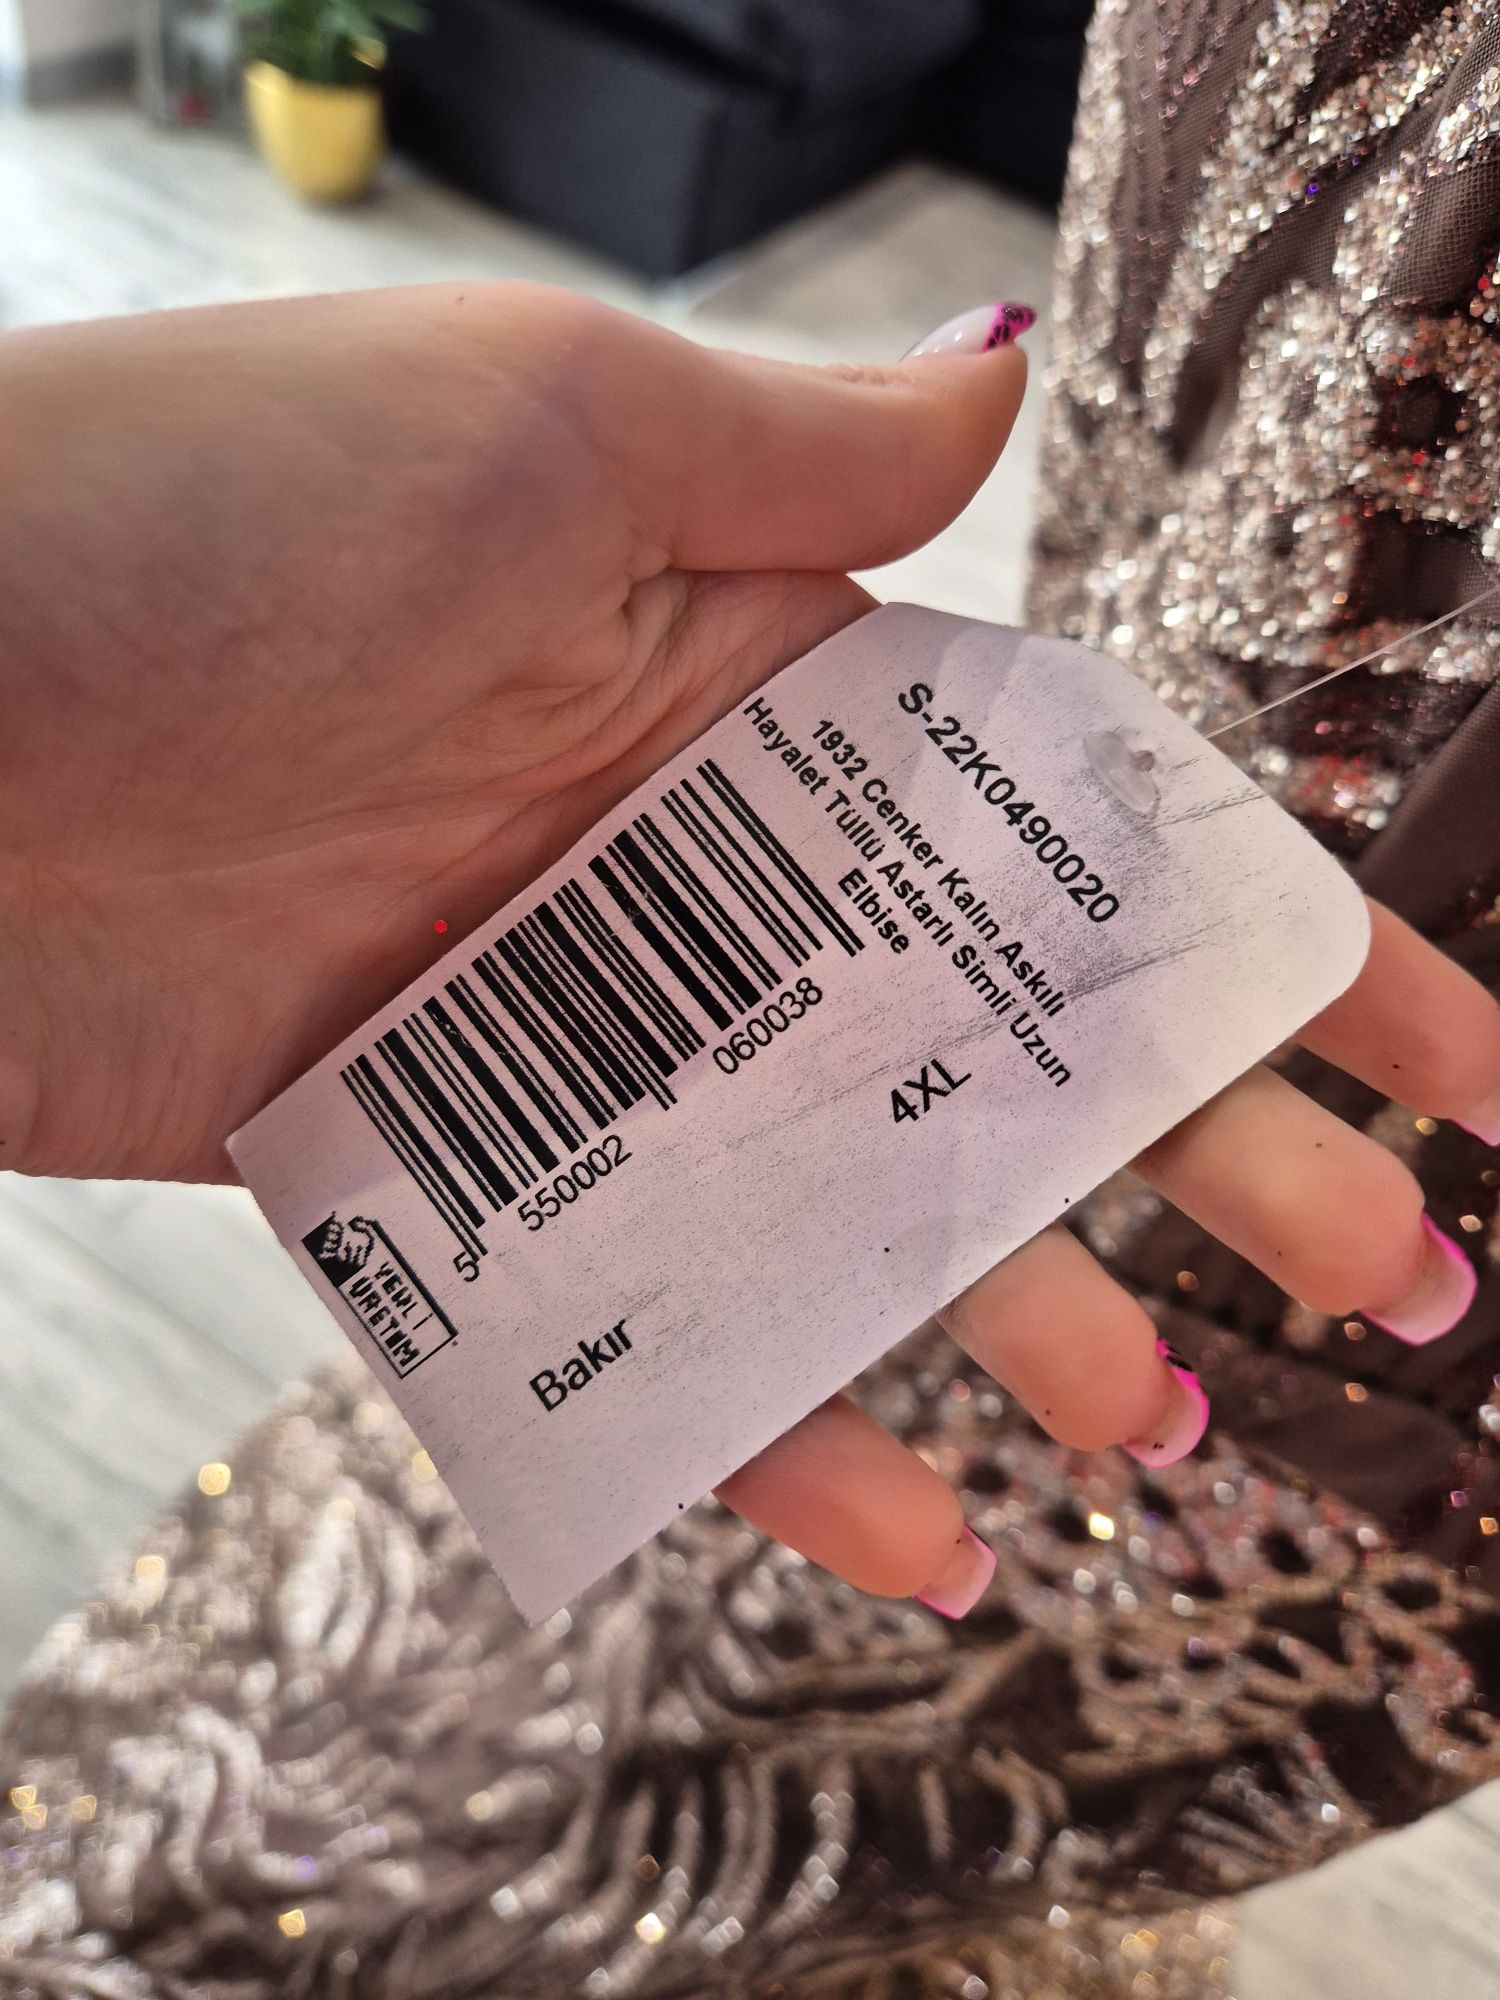 S-22K0490020
1932 Cenker Kalın Askılı
Hayalet Tüllü Astarlı Simli Uzun
Elbise
4XL
5 550002 060038
Bakır
YERLİ
ÜRETİM